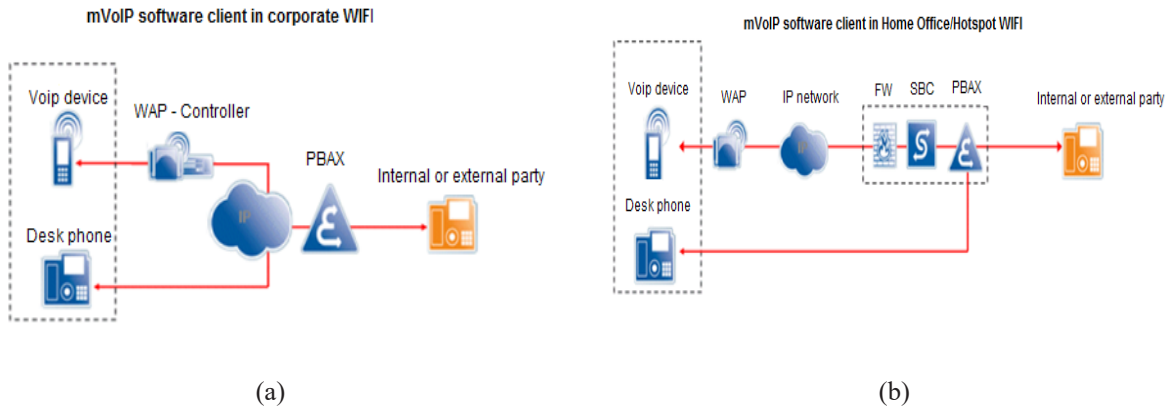 mVoIP software client in corporate WIFI
Voip device
WAP - Controller
PBAX
Internal or external party
IP
Desk phone
(a)
mVoIP software client in Home Office/Hotspot WIFI
Voip device
WAP
IP network
FW
SBC
PBAX
Internal or external party
IP
Desk phone
(b)